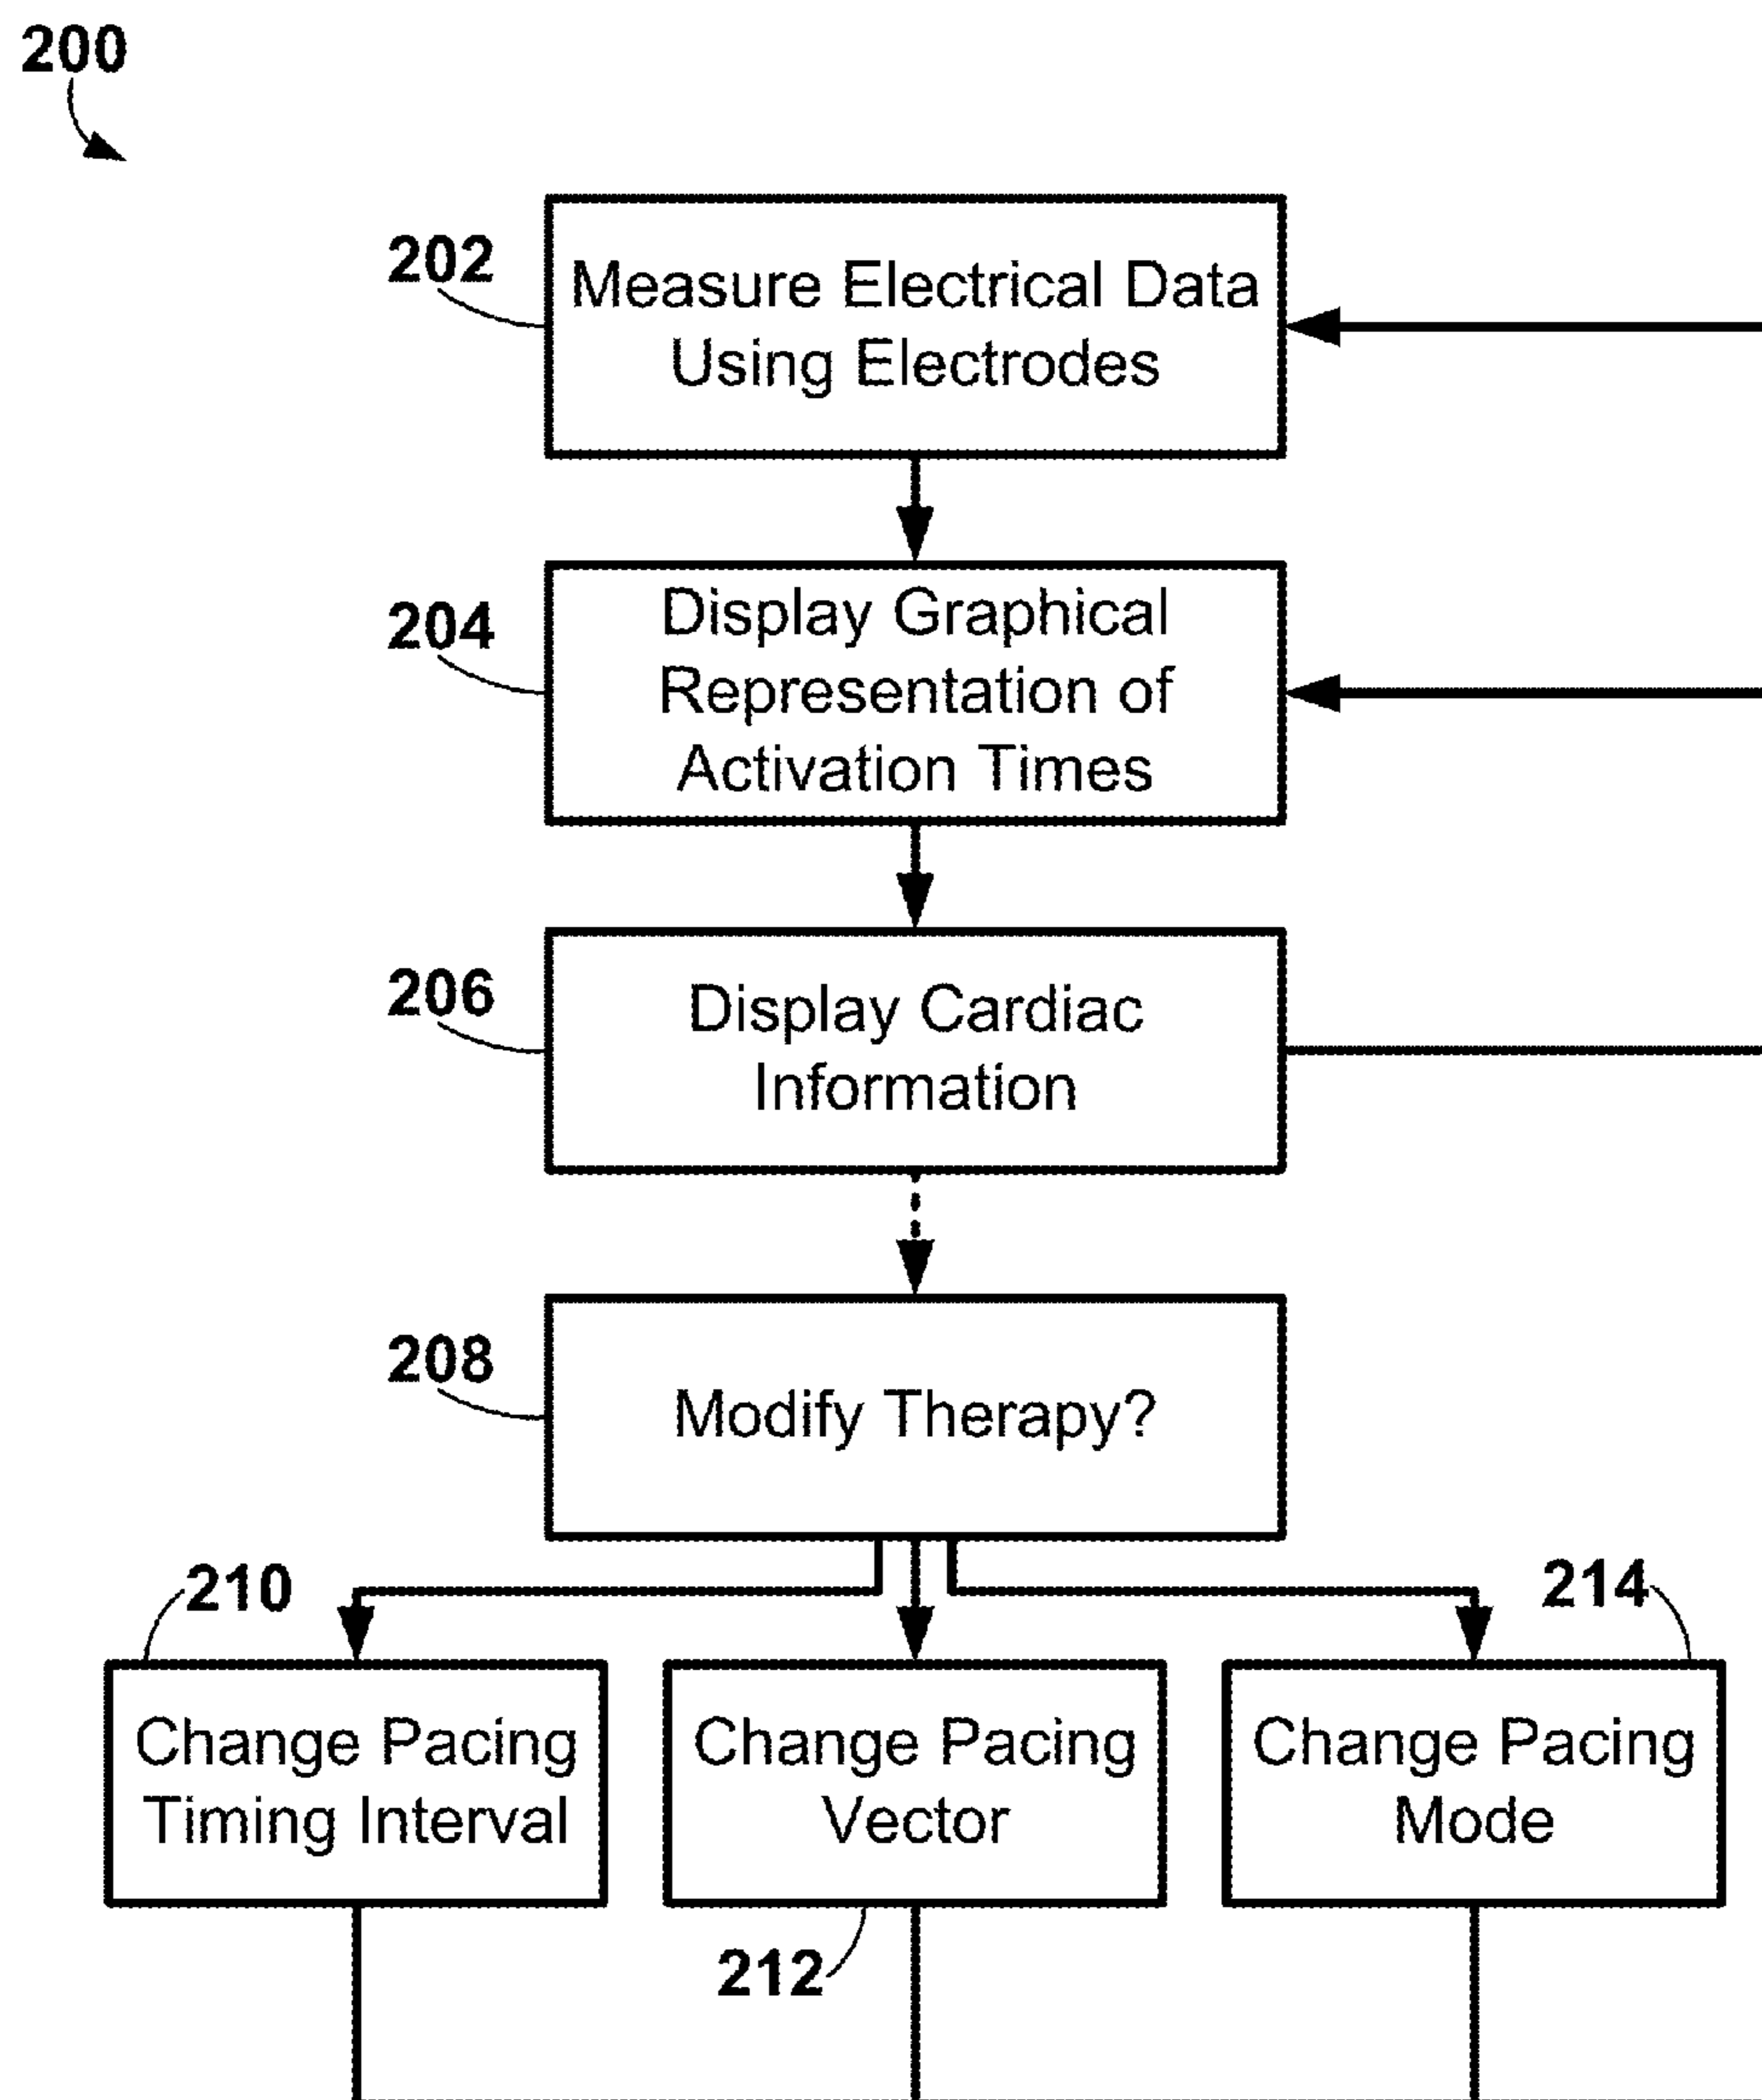 200
202
Measure Electrical Data
Using Electrodes
204
Display Graphical
Representation of
Activation Times
206
Display Cardiac
Information
208
Modify Therapy?
210
214
Change Pacing
Timing Interval
Change Pacing
Vector
Change Pacing
Mode
212